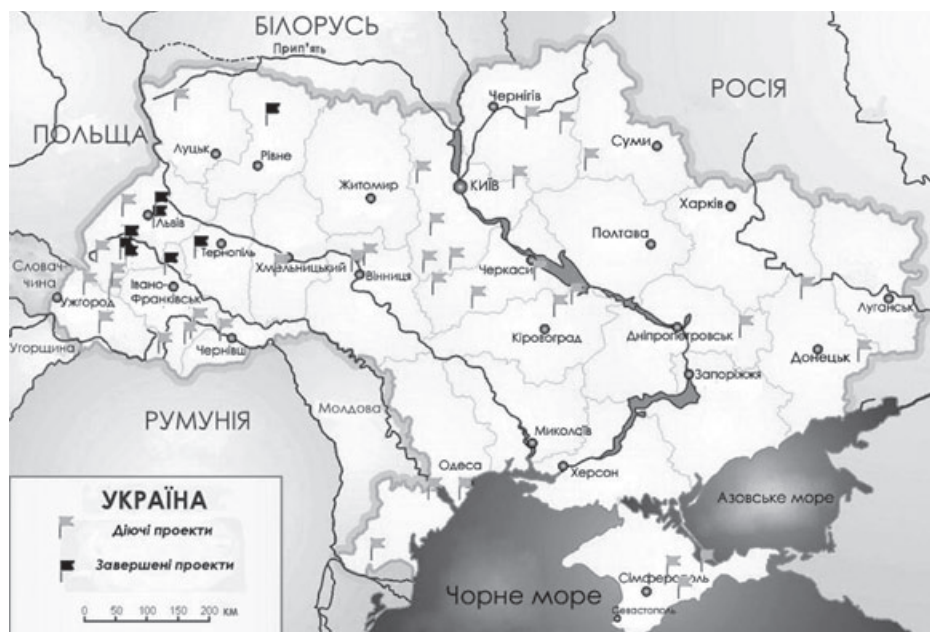 БІЛОРУСЬ
Прип'ять
РОСІЯ
Чернігів
ПОЛЬЩА
Суми
Луцьк
Рівне
КИЇВ
Житомир
Харків
Львів
Полтава
Тернопіль
Хмельницький
Черкаси
Вінниця
Словач-
чина
Івано-
Франківськ
Ужгород
Луганськ
Кіровоград
Дніпропетровськ
Угорщина
Чернівці
Донецьк
Запоріжжя
РУМУНІЯ
Молдова
Миколаїв
Одеса
Херсон
Азовське море
УКРАЇНА
Діючі проекти
Завершені проекти
0 50 100 150 200 КМ
Сімферополь
Чорне море
Севастополь